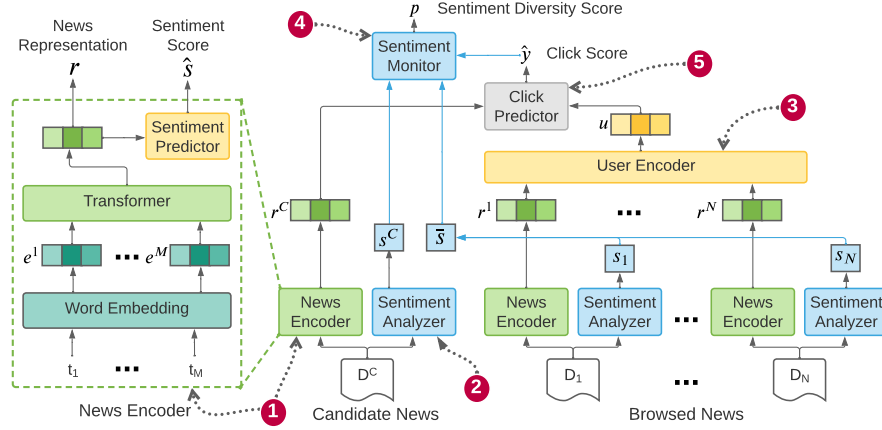 p Sentiment Diversity Score
4
News
Representation
Sentiment
Score
r
ŝ
Sentiment
Monitor
ŷ Click Score
5
Click
Predictor
Sentiment
Predictor
u
3
User Encoder
Transformer
r^C
r^1 ... r^N
s^C
s̄
e^1 ... e^M
s_1
s_N
Word Embedding
News
Encoder
Sentiment
Analyzer
News
Encoder
Sentiment
Analyzer
...
News
Encoder
Sentiment
Analyzer
t_1 ... t_M
D^C
2
D_1
...
D_N
News Encoder
1
Candidate News
Browsed News